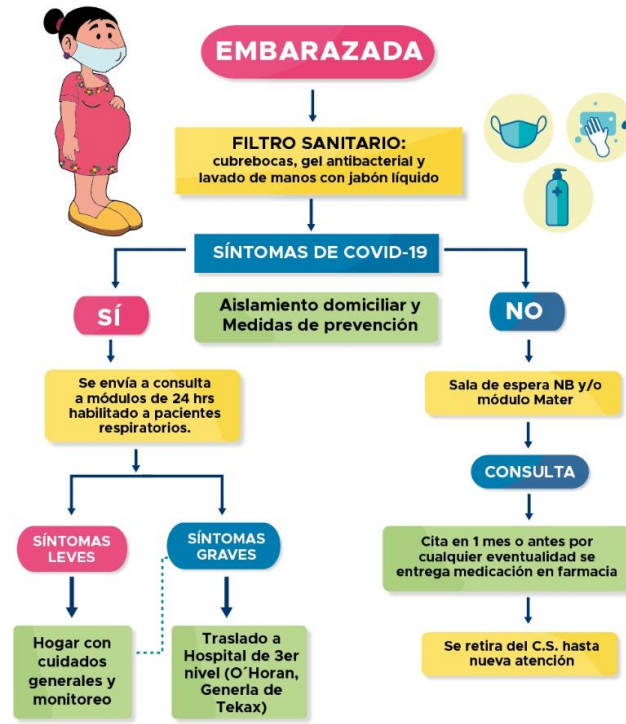 EMBARAZADA
FILTRO SANITARIO:
cubrebocas, gel antibacterial y
lavado de manos con jabón líquido
SÍNTOMAS DE COVID-19
Aislamiento domiciliar y
Medidas de prevención
SÍ
Se envía a consulta
a módulos de 24 hrs
habilitado a pacientes
respiratorios.
SÍNTOMAS
LEVES
Hogar con
cuidados
generales y
monitoreo
SÍNTOMAS
GRAVES
Traslado a
Hospital de 3er
nivel (O´Horan,
Generla de
Tekax)
NO
Sala de espera NB y/o
módulo Mater
CONSULTA
Cita en 1 mes o antes por
cualquier eventualidad se
entrega medicación en farmacia
Se retira del C.S. hasta
nueva atención